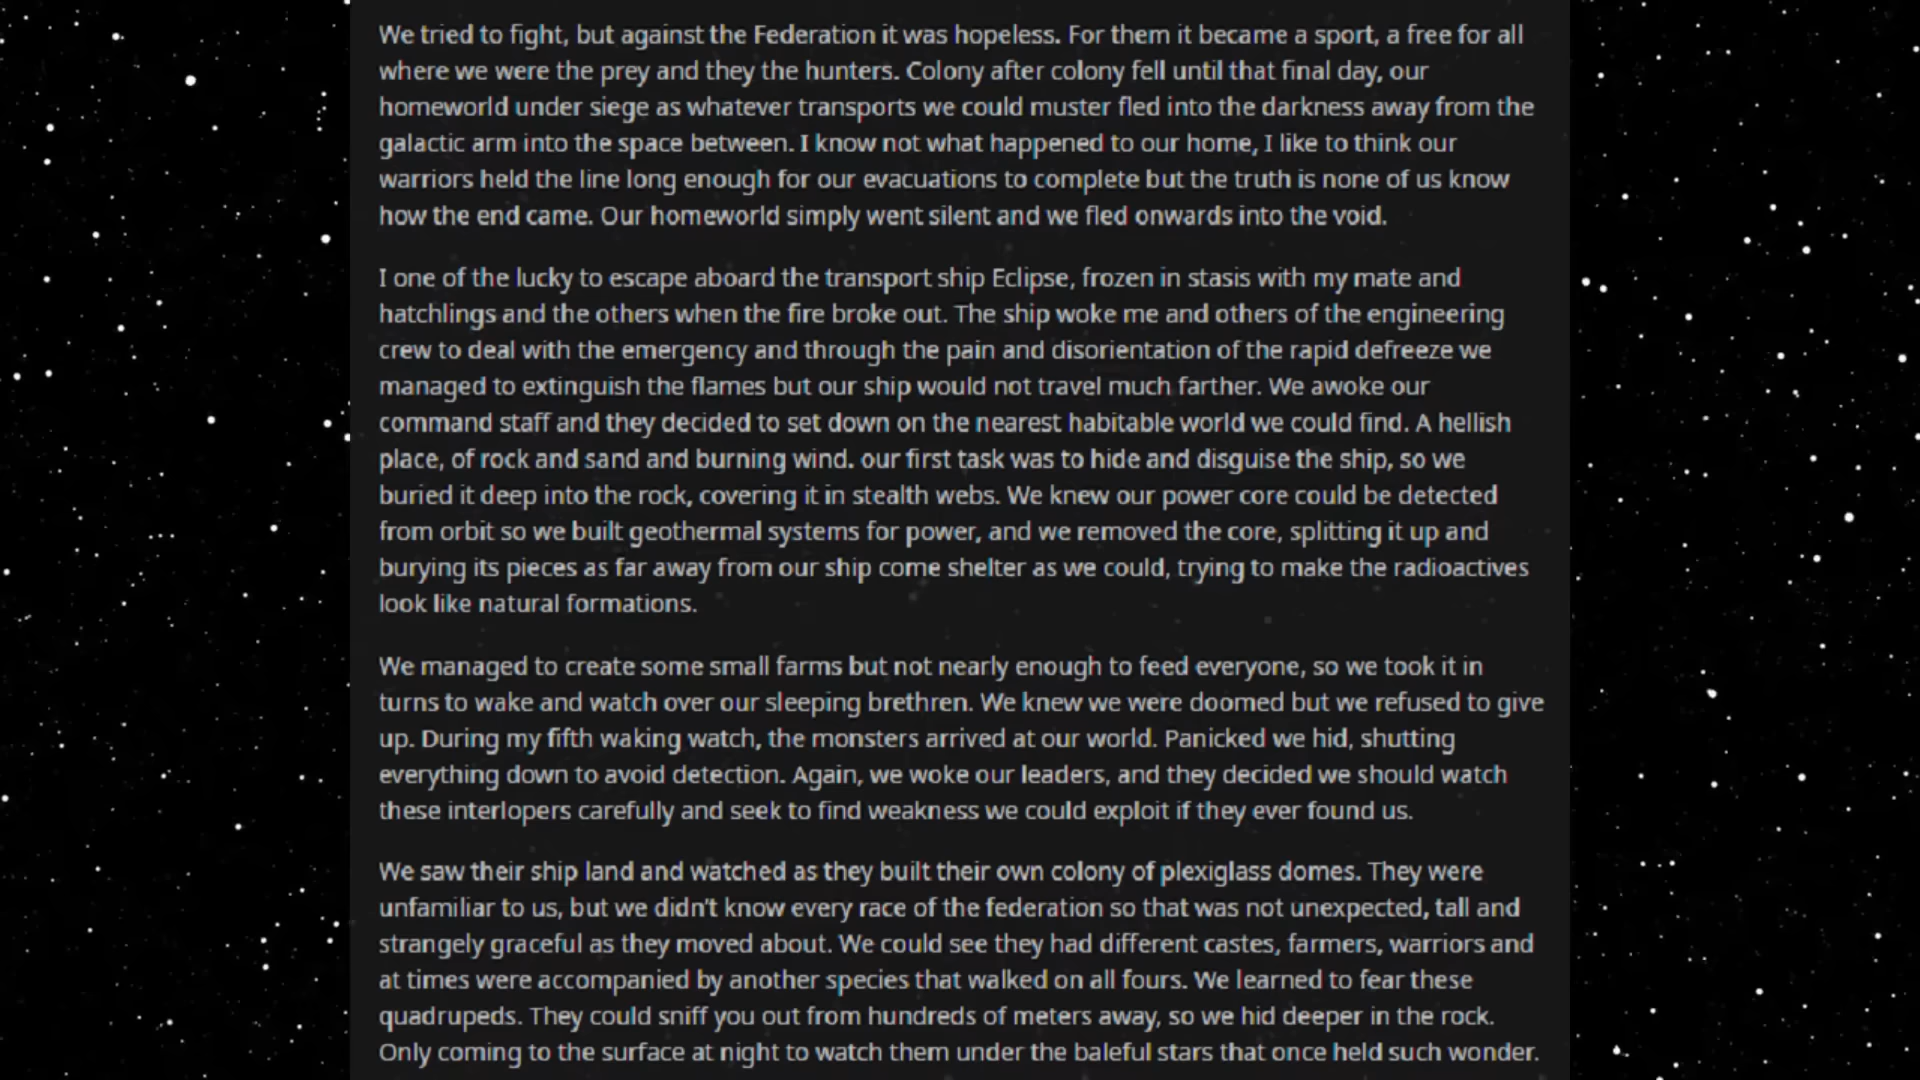 We tried to fight, but against the Federation it was hopeless. For them it became a sport, a free for all
where we were the prey and they the hunters. Colony after colony fell until that final day, our
homeworld under siege as whatever transports we could muster fled into the darkness away from the
galactic arm into the space between. I know not what happened to our home, I like to think our
warriors held the line long enough for our evacuations to complete but the truth is none of us know
how the end came. Our homeworld simply went silent and we fled onwards into the void.
I one of the lucky to escape aboard the transport ship Eclipse, frozen in stasis with my mate and
hatchlings and the others when the fire broke out. The ship woke me and others of the engineering
crew to deal with the emergency and through the pain and disorientation of the rapid defreeze we
managed to extinguish the flames but our ship would not travel much farther. We awoke our
command staff and they decided to set down on the nearest habitable world we could find. A hellish
place, of rock and sand and burning wind. our first task was to hide and disguise the ship, so we
buried it deep into the rock, covering it in stealth webs. We knew our power core could be detected
from orbit so we built geothermal systems for power, and we removed the core, splitting it up and
burying its pieces as far away from our ship come shelter as we could, trying to make the radioactives
look like natural formations.
We managed to create some small farms but not nearly enough to feed everyone, so we took it in
turns to wake and watch over our sleeping brethren. We knew we were doomed but we refused to give
up. During my fifth waking watch, the monsters arrived at our world. Panicked we hid, shutting
everything down to avoid detection. Again, we woke our leaders, and they decided we should watch
these interlopers carefully and seek to find weakness we could exploit if they ever found us.
We saw their ship land and watched as they built their own colony of plexiglass domes. They were
unfamiliar to us, but we didn't know every race of the federation so that was not unexpected, tall and
strangely graceful as they moved about. We could see they had different castes, farmers, warriors and
at times were accompanied by another species that walked on all fours. We learned to fear these
quadrupeds. They could sniff you out from hundreds of meters away, so we hid deeper in the rock.
Only coming to the surface at night to watch them under the baleful stars that once held such wonder.